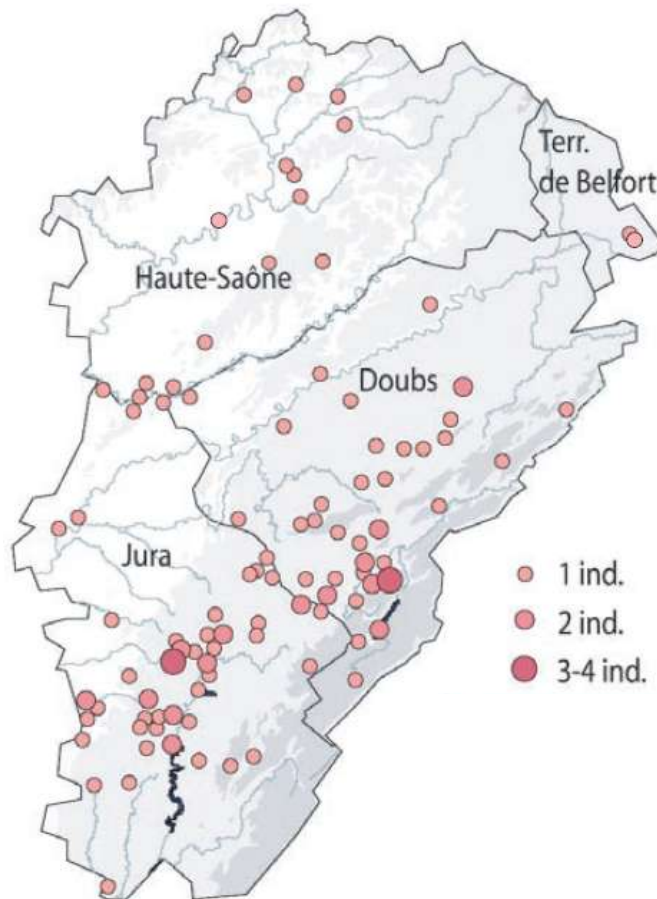 Terr.
de Belfort
Haute-Saône
Doubs
Jura
1 ind.
2 ind.
3-4 ind.